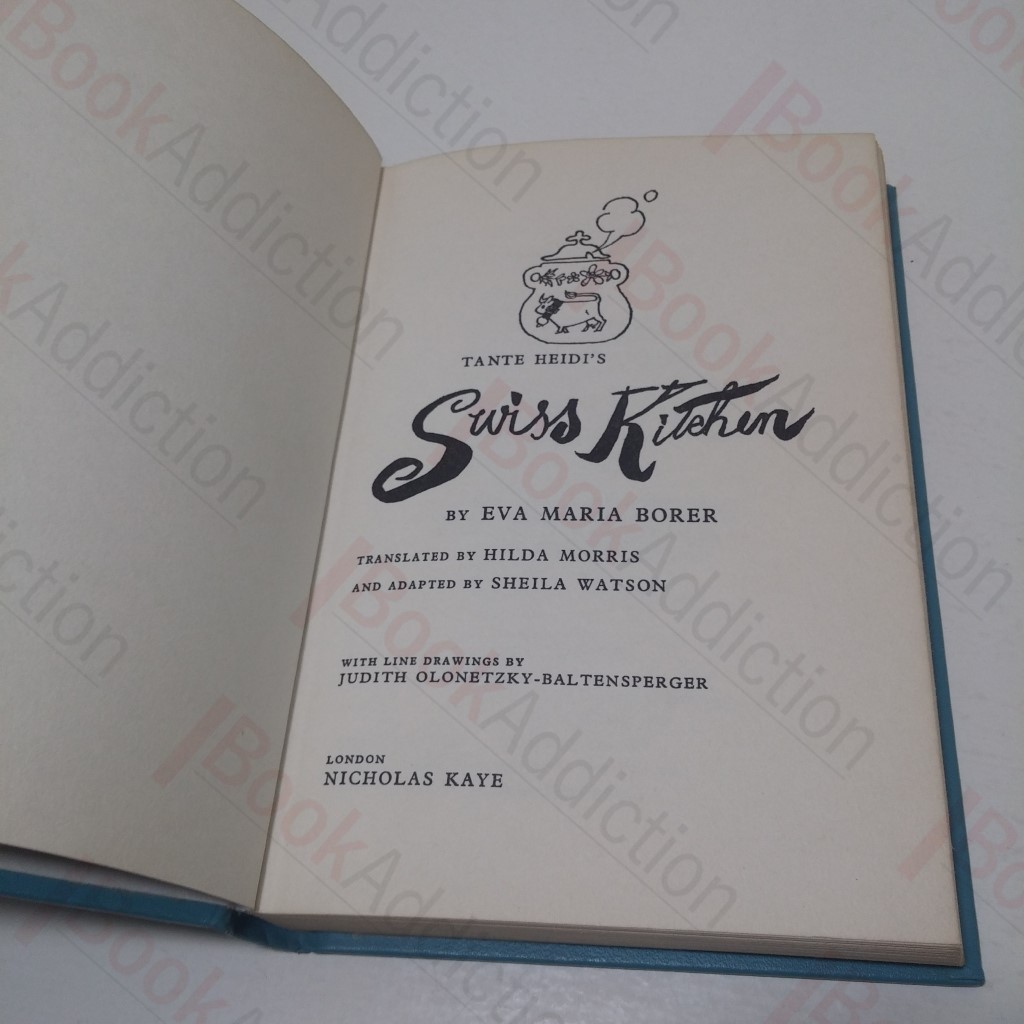 TANTE HEIDI'S
Swiss Kitchen
BY EVA MARIA BORER
TRANSLATED BY HILDA MORRIS
AND ADAPTED BY SHEILA WATSON
WITH LINE DRAWINGS BY
JUDITH OLONETZKY-BALTENSPERGER
LONDON
NICHOLAS KAYE
BookAddiction